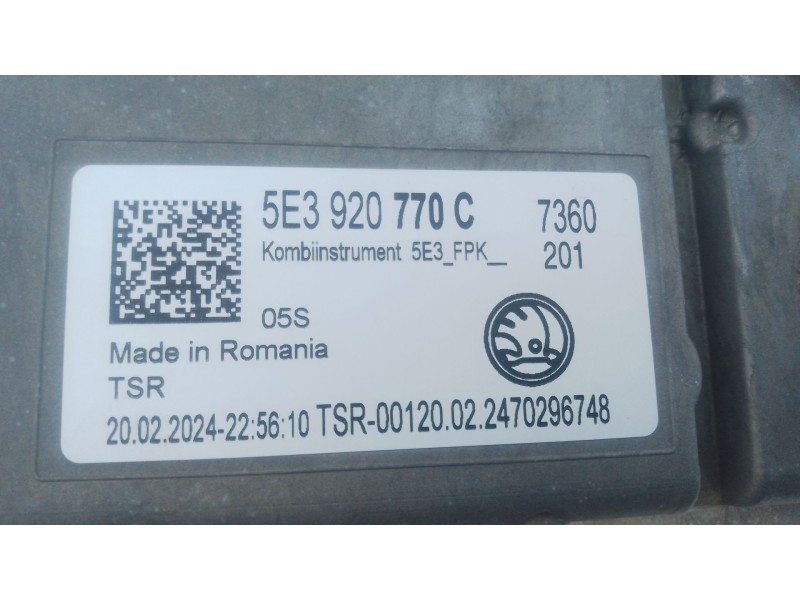 5E3 920 770 C 7360
Kombiinstrument 5E3_FPK__ 201
05S
Made in Romania
TSR
20.02.2024-22:56:10 TSR-00120.02.2470296748